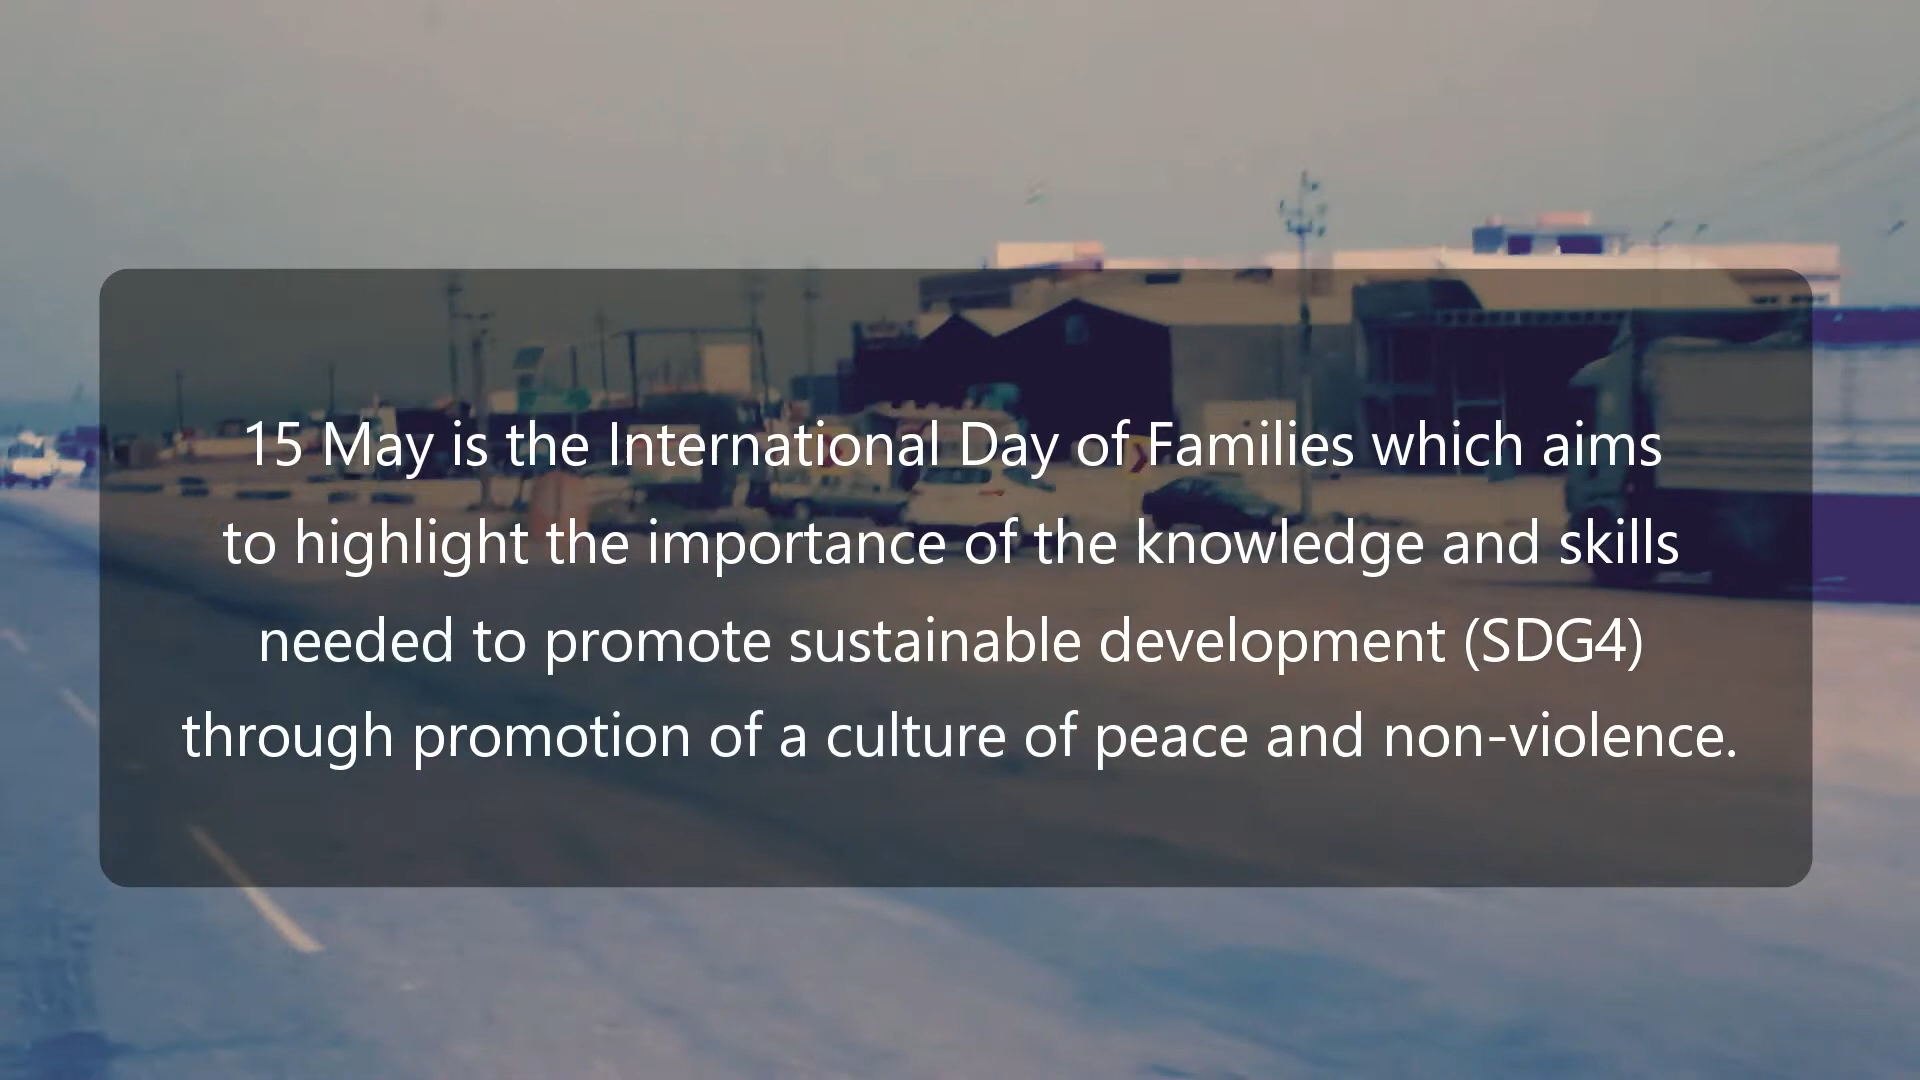 15 May is the International Day of Families which aims
to highlight the importance of the knowledge and skills
needed to promote sustainable development (SDG4)
through promotion of a culture of peace and non-violence.